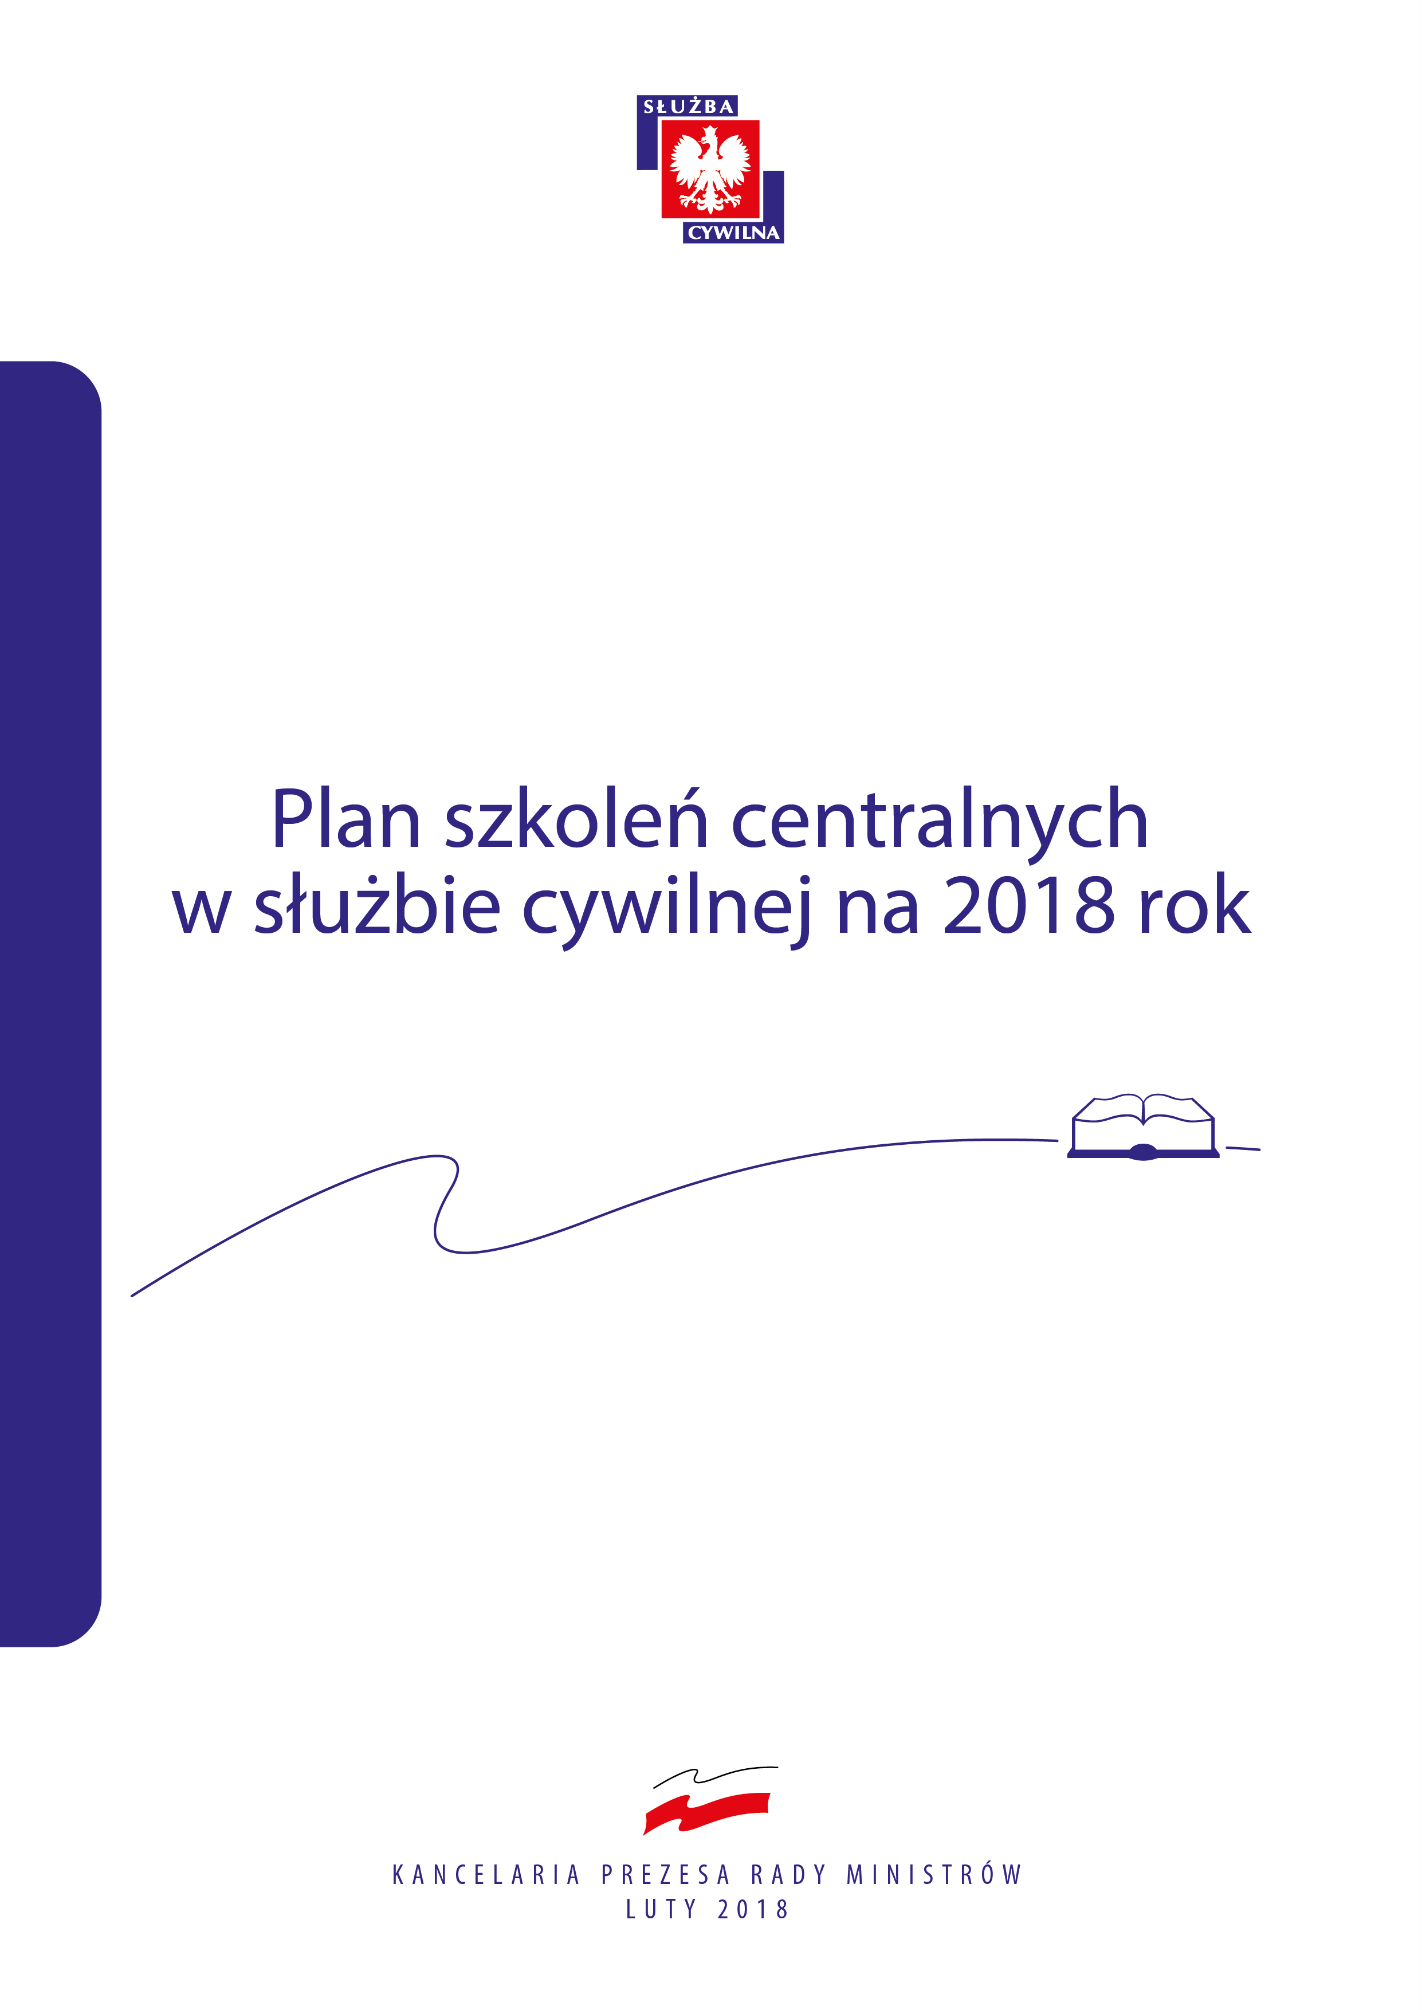 SŁUŻBA
CYWILNA
Plan szkoleń centralnych
w służbie cywilnej na 2018 rok
KANCELARIA PREZESA RADY MINISTRÓW
LUTY 2018